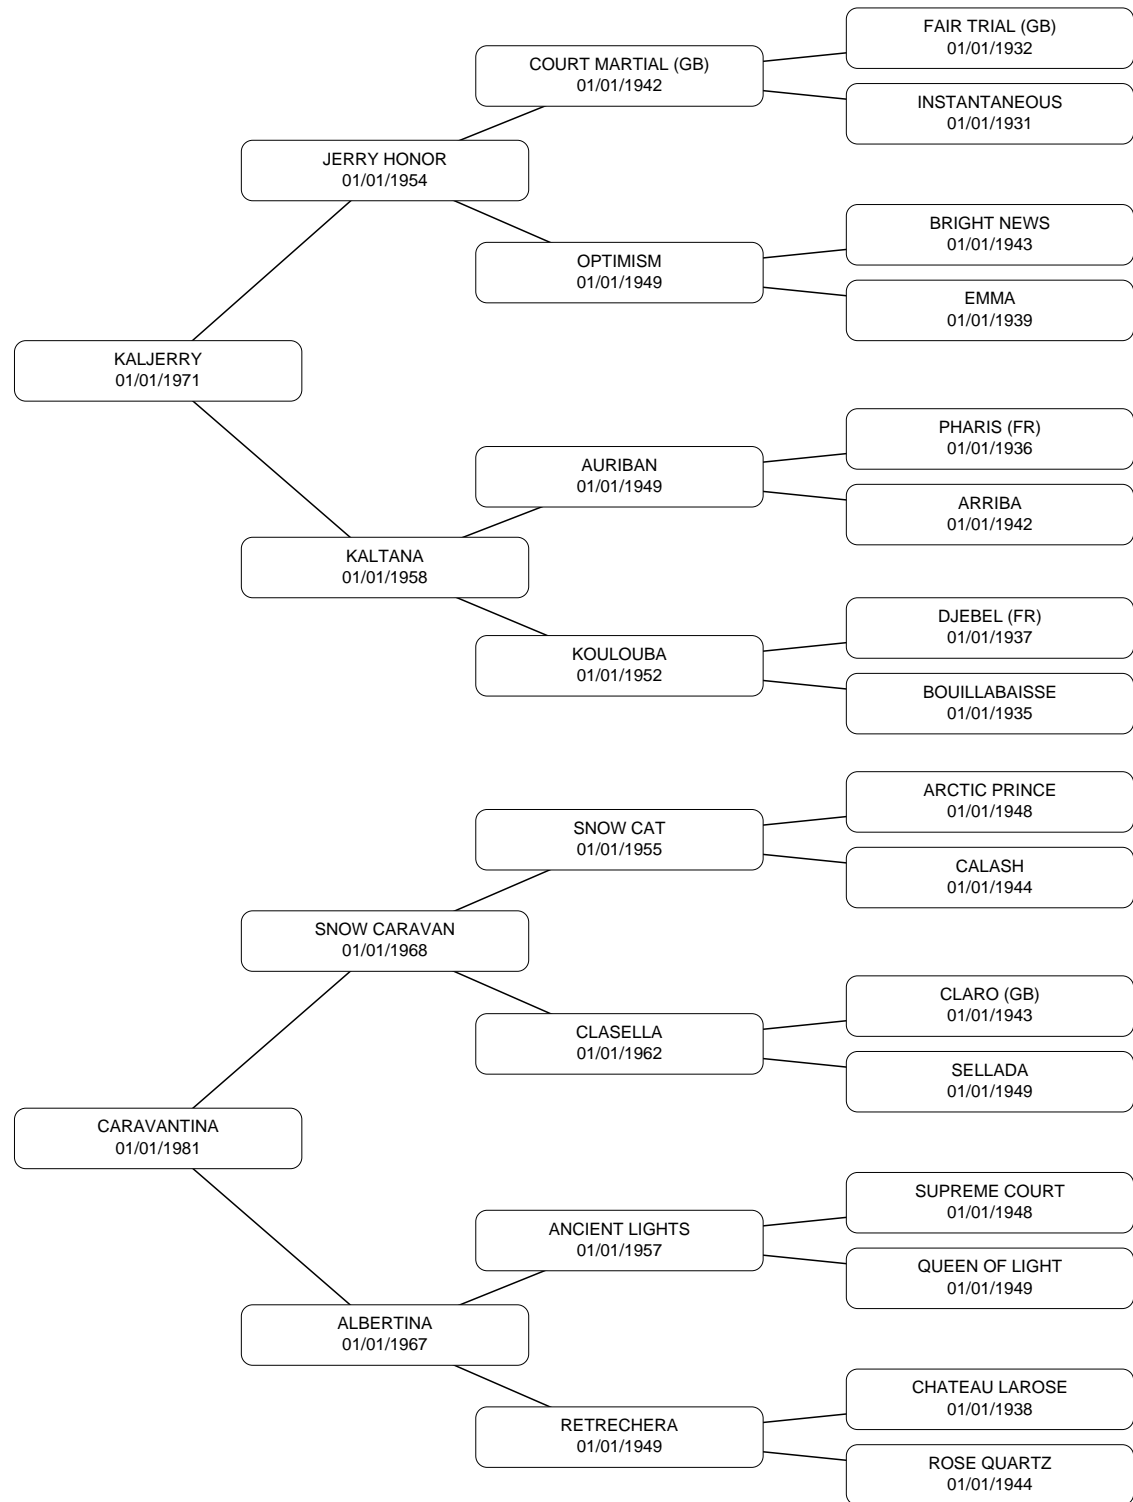 FAIR TRIAL (GB)
01/01/1932
COURT MARTIAL (GB)
01/01/1942
INSTANTANEOUS
01/01/1931
JERRY HONOR
01/01/1954
BRIGHT NEWS
01/01/1943
OPTIMISM
01/01/1949
EMMA
01/01/1939
KALJERRY
01/01/1971
PHARIS (FR)
01/01/1936
AURIBAN
01/01/1949
ARRIBA
01/01/1942
KALTANA
01/01/1958
DJEBEL (FR)
01/01/1937
KOULOUBA
01/01/1952
BOUILLABAISSE
01/01/1935
ARCTIC PRINCE
01/01/1948
SNOW CAT
01/01/1955
CALASH
01/01/1944
SNOW CARAVAN
01/01/1968
CLARO (GB)
01/01/1943
CLASELLA
01/01/1962
SELLADA
01/01/1949
CARAVANTINA
01/01/1981
SUPREME COURT
01/01/1948
ANCIENT LIGHTS
01/01/1957
QUEEN OF LIGHT
01/01/1949
ALBERTINA
01/01/1967
CHATEAU LAROSE
01/01/1938
RETRECHERA
01/01/1949
ROSE QUARTZ
01/01/1944